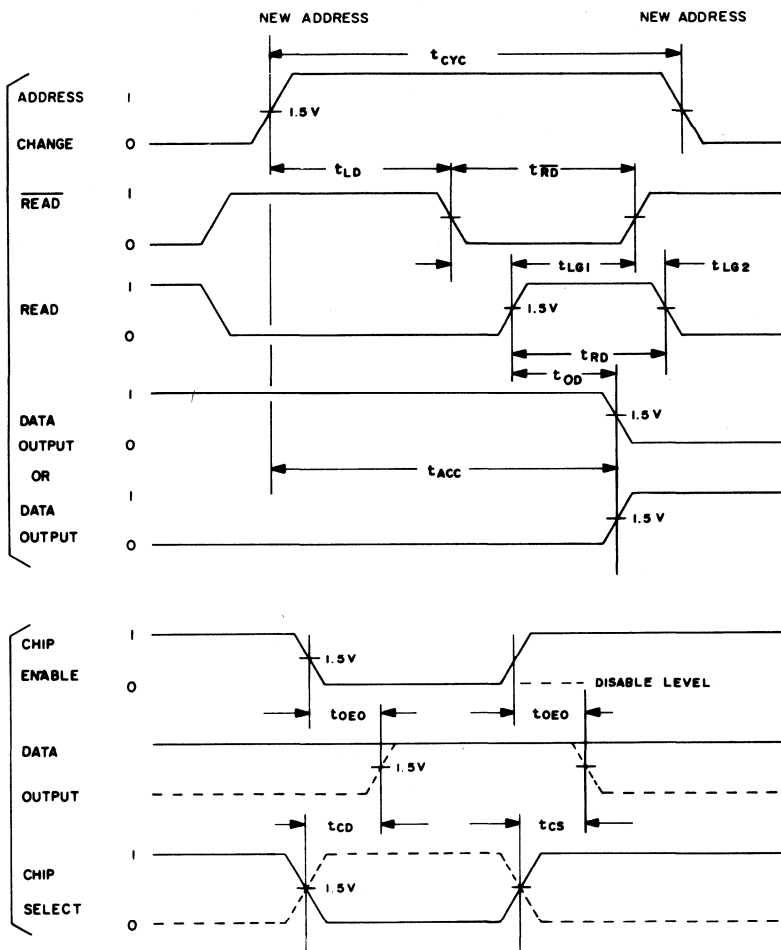 NEW ADDRESS NEW ADDRESS
tCYC
ADDRESS 1
1.5V
CHANGE 0
tLD tRD
1
READ
0
tLG1 tLG2
1
READ 1.5V
0
tRD
tOD
1
DATA 1.5V
OUTPUT 0
OR tACC
1
DATA 1.5V
OUTPUT 0
CHIP 1
1.5V
ENABLE 0 DISABLE LEVEL
tOEO tOEO
DATA
1.5V
OUTPUT
tCD tCS
1
CHIP 1.5V
SELECT 0